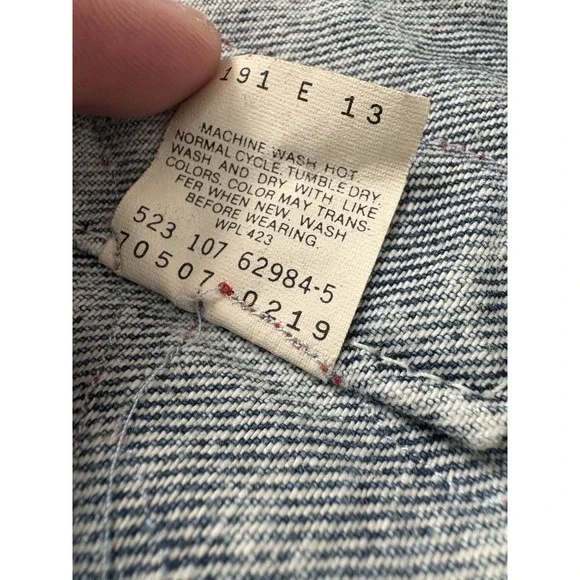 191 E 13
MACHINE WASH HOT
NORMAL CYCLE. TUMBLE DRY.
WASH AND DRY WITH LIKE
COLORS. COLOR MAY TRANS-
FER WHEN NEW. WASH
BEFORE WEARING.
WPL 423
523 107 62984-5
70507 0219